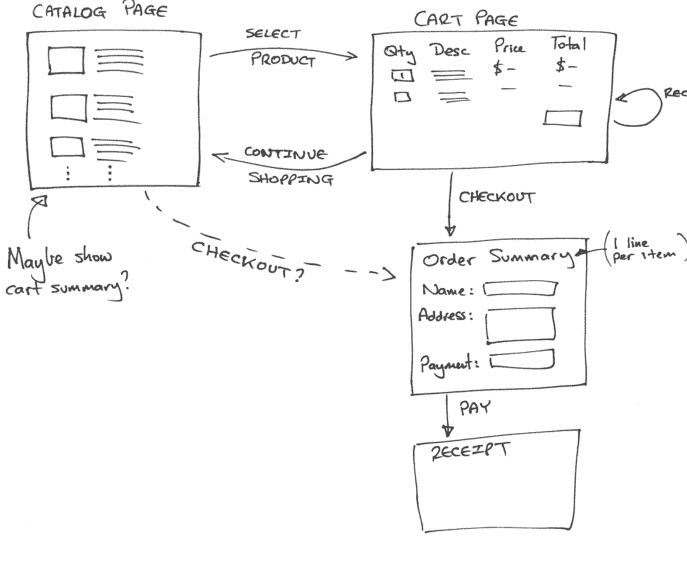 CATALOG PAGE
CART PAGE
SELECT
PRODUCT
Qty Desc Price Total
1 $- $-
CONTINUE
SHOPPING
CHECKOUT
Maybe show
cart summary?
CHECKOUT?
Order Summary
(1 line
per item)
Name:
Address:
Payment:
PAY
RECEIPT